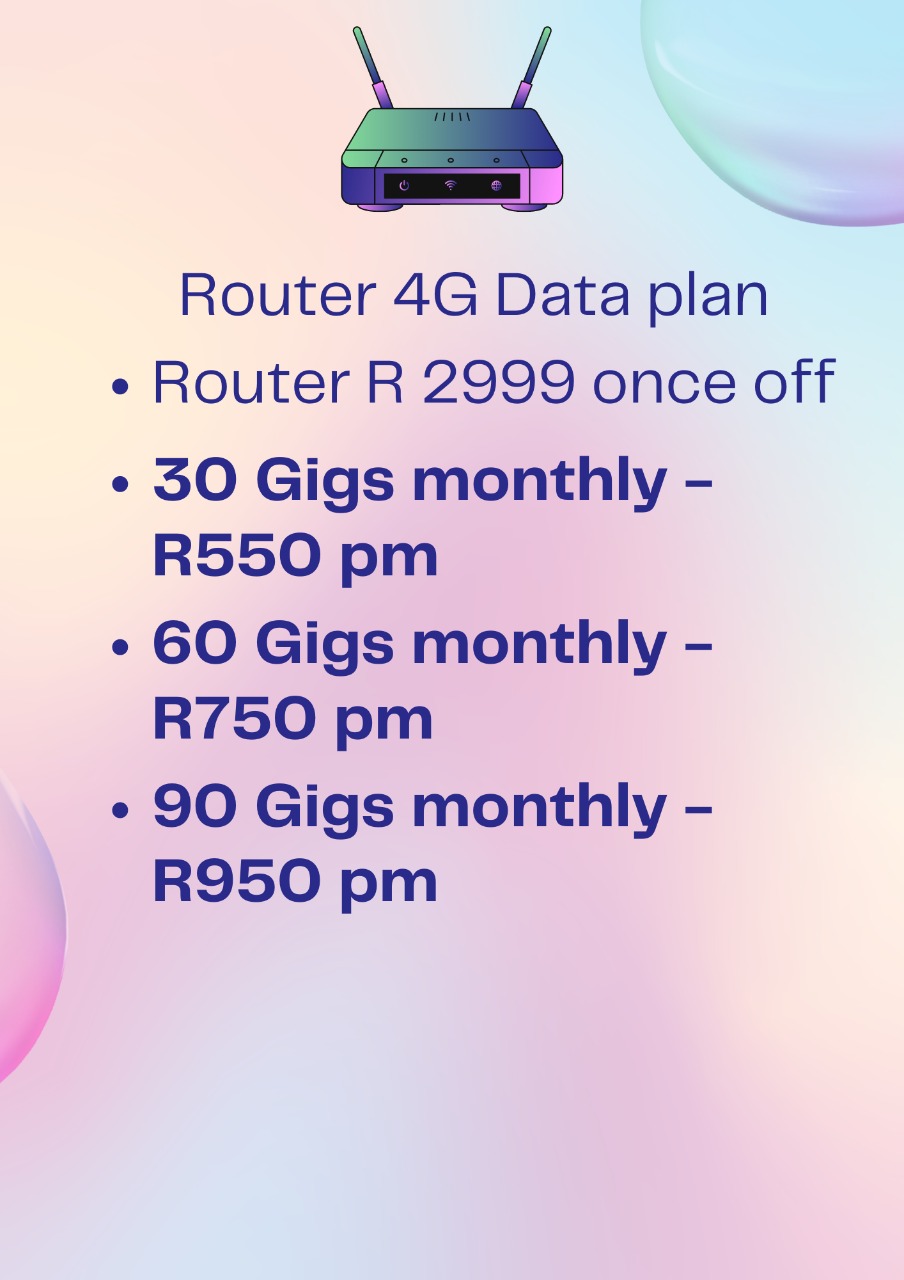 Router 4G Data plan
• Router R 2999 once off
• 30 Gigs monthly –
R550 pm
• 60 Gigs monthly –
R750 pm
• 90 Gigs monthly –
R950 pm